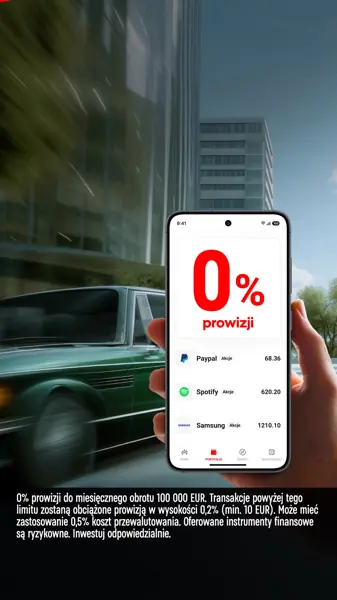 9:41
0%
prowizji
Paypal Akcje 68.36
Spotify Akcje 620.20
Samsung Akcje 1210.10
0% prowizji do miesięcznego obrotu 100 000 EUR. Transakcje powyżej tego
limitu zostaną obciążone prowizją w wysokości 0,2% (min. 10 EUR). Może mieć
zastosowanie 0,5% koszt przewalutowania. Oferowane instrumenty finansowe
są ryzykowne. Inwestuj odpowiedzialnie.